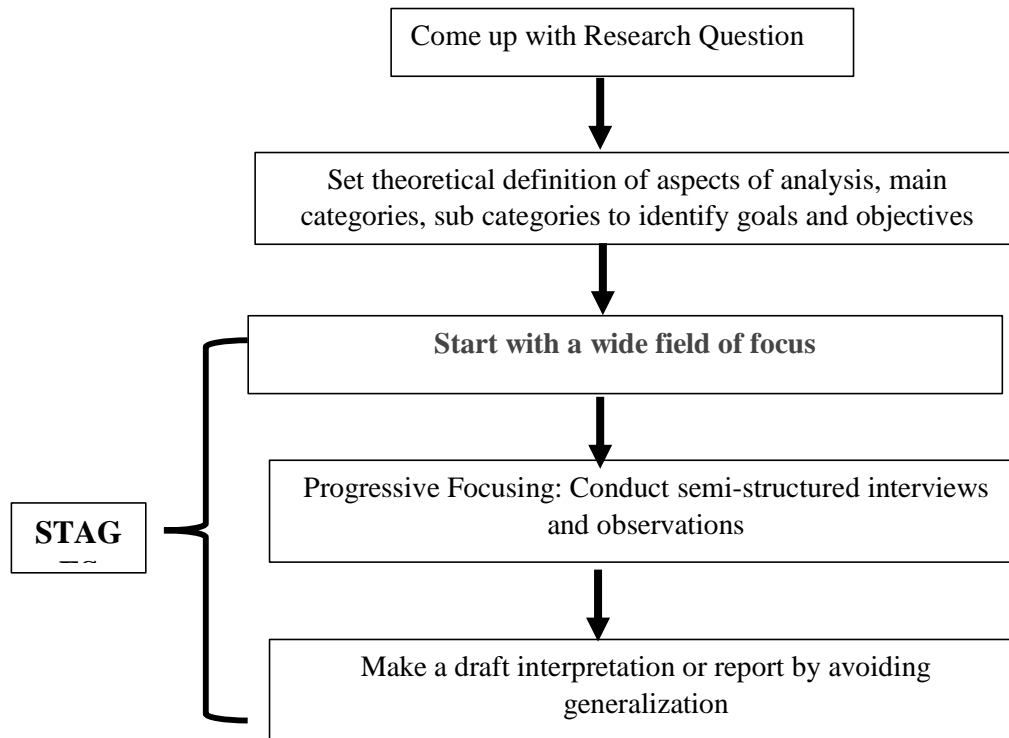 Come up with Research Question
Set theoretical definition of aspects of analysis, main
categories, sub categories to identify goals and objectives
Start with a wide field of focus
Progressive Focusing: Conduct semi-structured interviews
and observations
STAG
Make a draft interpretation or report by avoiding
generalization